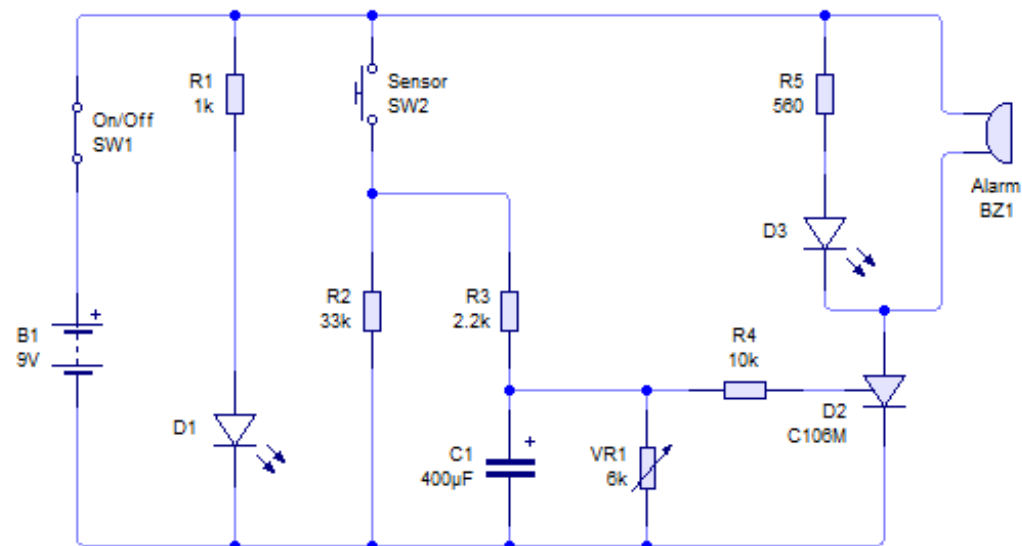 R1
1k
Sensor
SW2
R5
560
On/Off
SW1
Alarm
BZ1
D3
R2
33k
R3
2.2k
+
B1
9V
R4
10k
D1
D2
C106M
+
C1
400µF
VR1
6k